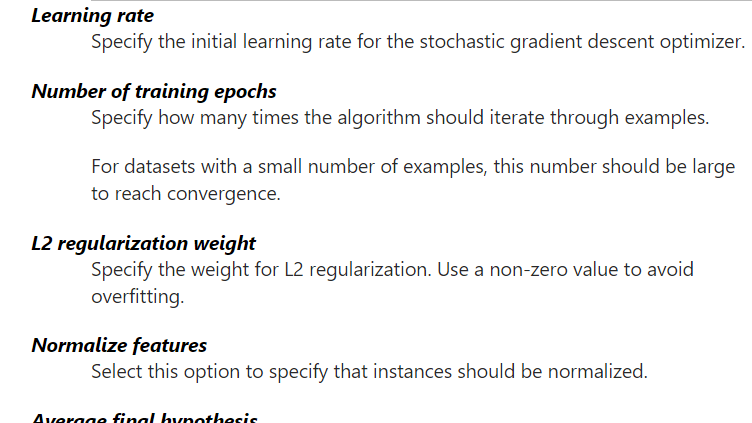 Learning rate
Specify the initial learning rate for the stochastic gradient descent optimizer.
Number of training epochs
Specify how many times the algorithm should iterate through examples.
For datasets with a small number of examples, this number should be large
to reach convergence.
L2 regularization weight
Specify the weight for L2 regularization. Use a non-zero value to avoid
overfitting.
Normalize features
Select this option to specify that instances should be normalized.
Average final hypothesis